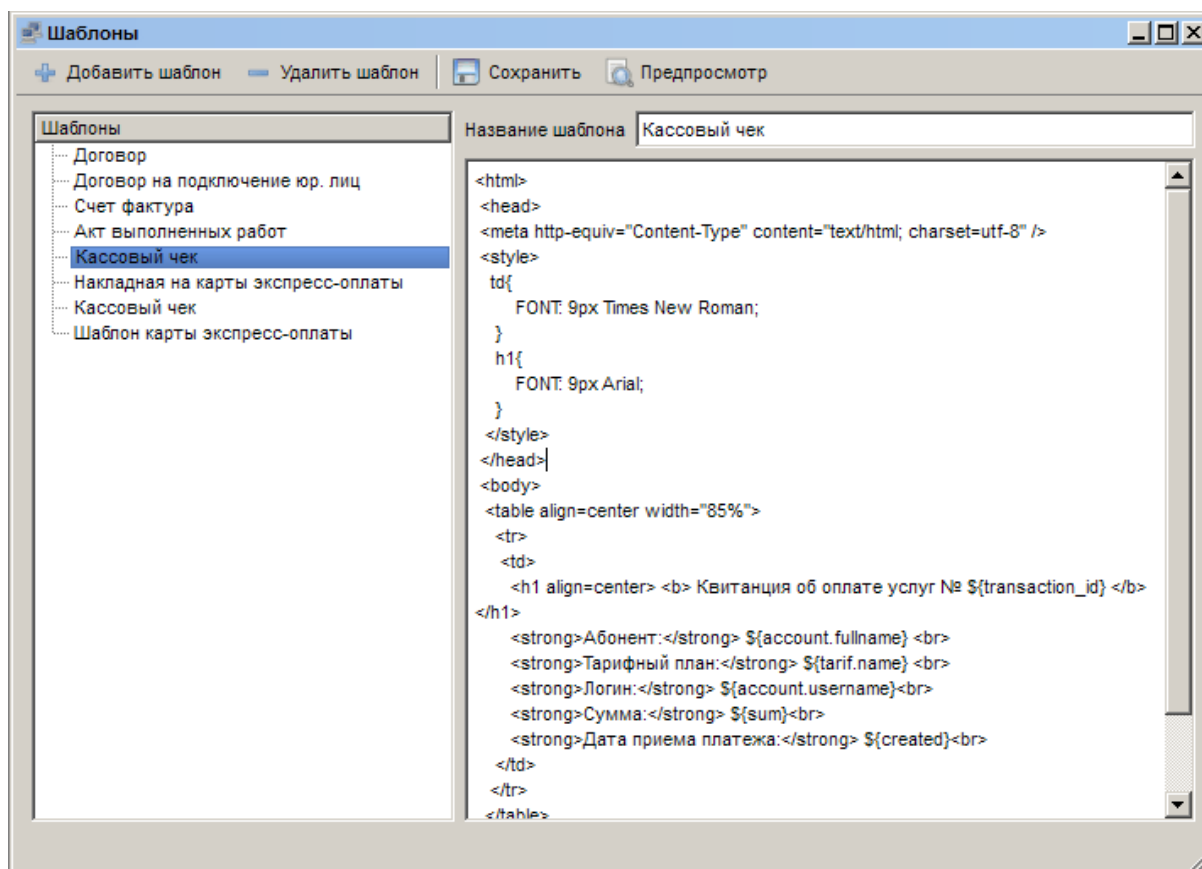 Шаблоны
Добавить шаблон Удалить шаблон Сохранить Предпросмотр
Шаблоны
Договор
Договор на подключение юр. лиц
Счет фактура
Акт выполненных работ
Кассовый чек
Накладная на карты экспресс-оплаты
Кассовый чек
Шаблон карты экспресс-оплаты
Название шаблона Кассовый чек
<html>
<head>
<meta http-equiv="Content-Type" content="text/html; charset=utf-8" />
<style>
td{
FONT: 9px Times New Roman;
}
h1{
FONT: 9px Arial;
}
</style>
</head>
<body>
<table align=center width="85%">
<tr>
<td>
<h1 align=center> <b> Квитанция об оплате услуг № ${transaction_id} </b>
</h1>
<strong>Абонент:</strong> ${account.fullname} <br>
<strong>Тарифный план:</strong> ${tarif.name} <br>
<strong>Логин:</strong> ${account.username}<br>
<strong>Сумма:</strong> ${sum}<br>
<strong>Дата приема платежа:</strong> ${created}<br>
</td>
</tr>
</table>